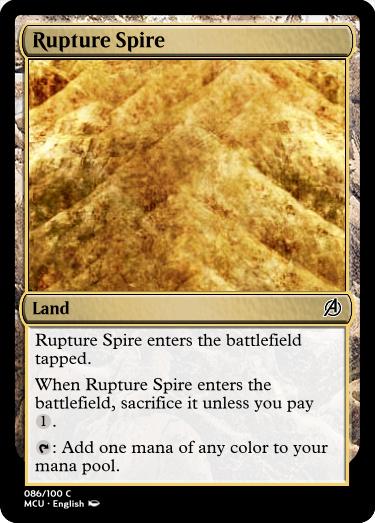 Rupture Spire
Land
Rupture Spire enters the battlefield
tapped.
When Rupture Spire enters the
battlefield, sacrifice it unless you pay
1.
: Add one mana of any color to your
mana pool.
086/100 C
MCU • English